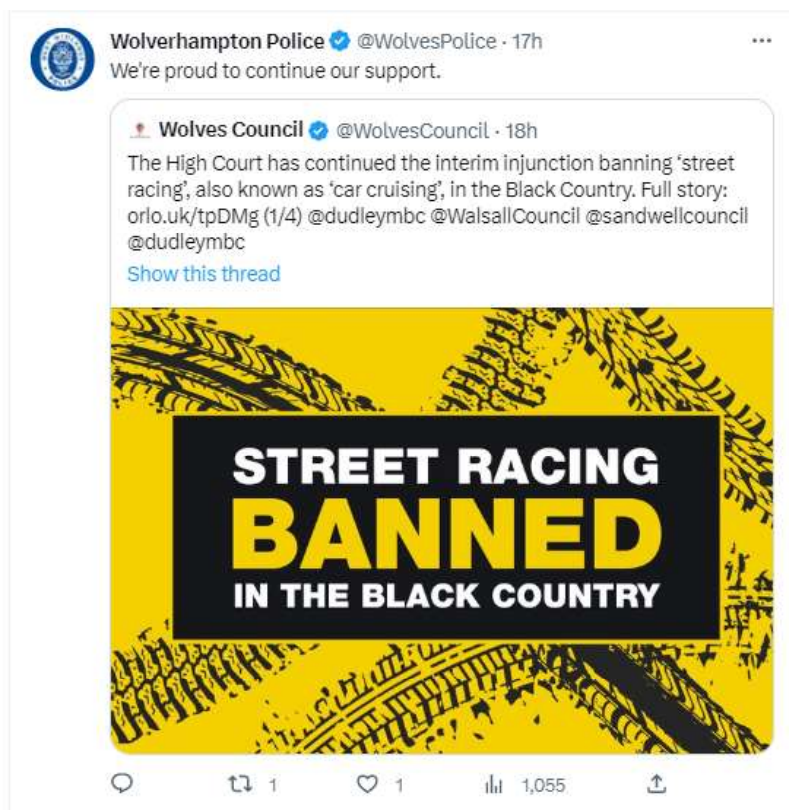 Wolverhampton Police @WolvesPolice · 17h
We're proud to continue our support.
Wolves Council @WolvesCouncil · 18h
The High Court has continued the interim injunction banning ‘street
racing’, also known as ‘car cruising’, in the Black Country. Full story:
orlo.uk/tpDMg (1/4) @dudleymbc @WalsallCouncil @sandwellcouncil
@dudleymbc
Show this thread
STREET RACING
BANNED
IN THE BLACK COUNTRY
1 1 1,055